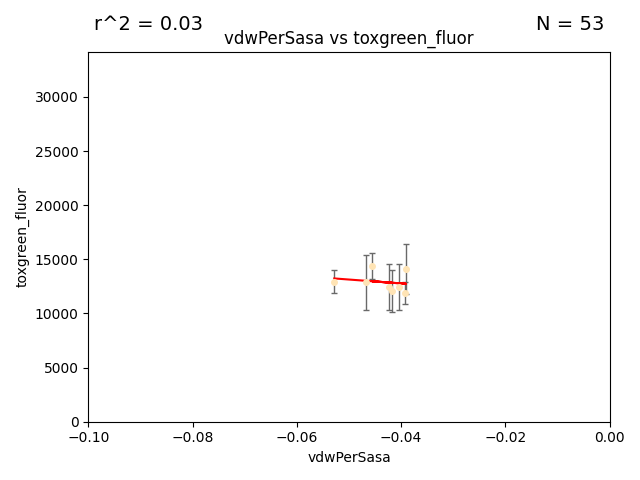 r^2 = 0.03
N = 53
vdwPerSasa vs toxgreen_fluor
30000
25000
20000
15000
10000
5000
0
toxgreen_fluor
−0.10
−0.08
−0.06
−0.04
−0.02
0.00
vdwPerSasa